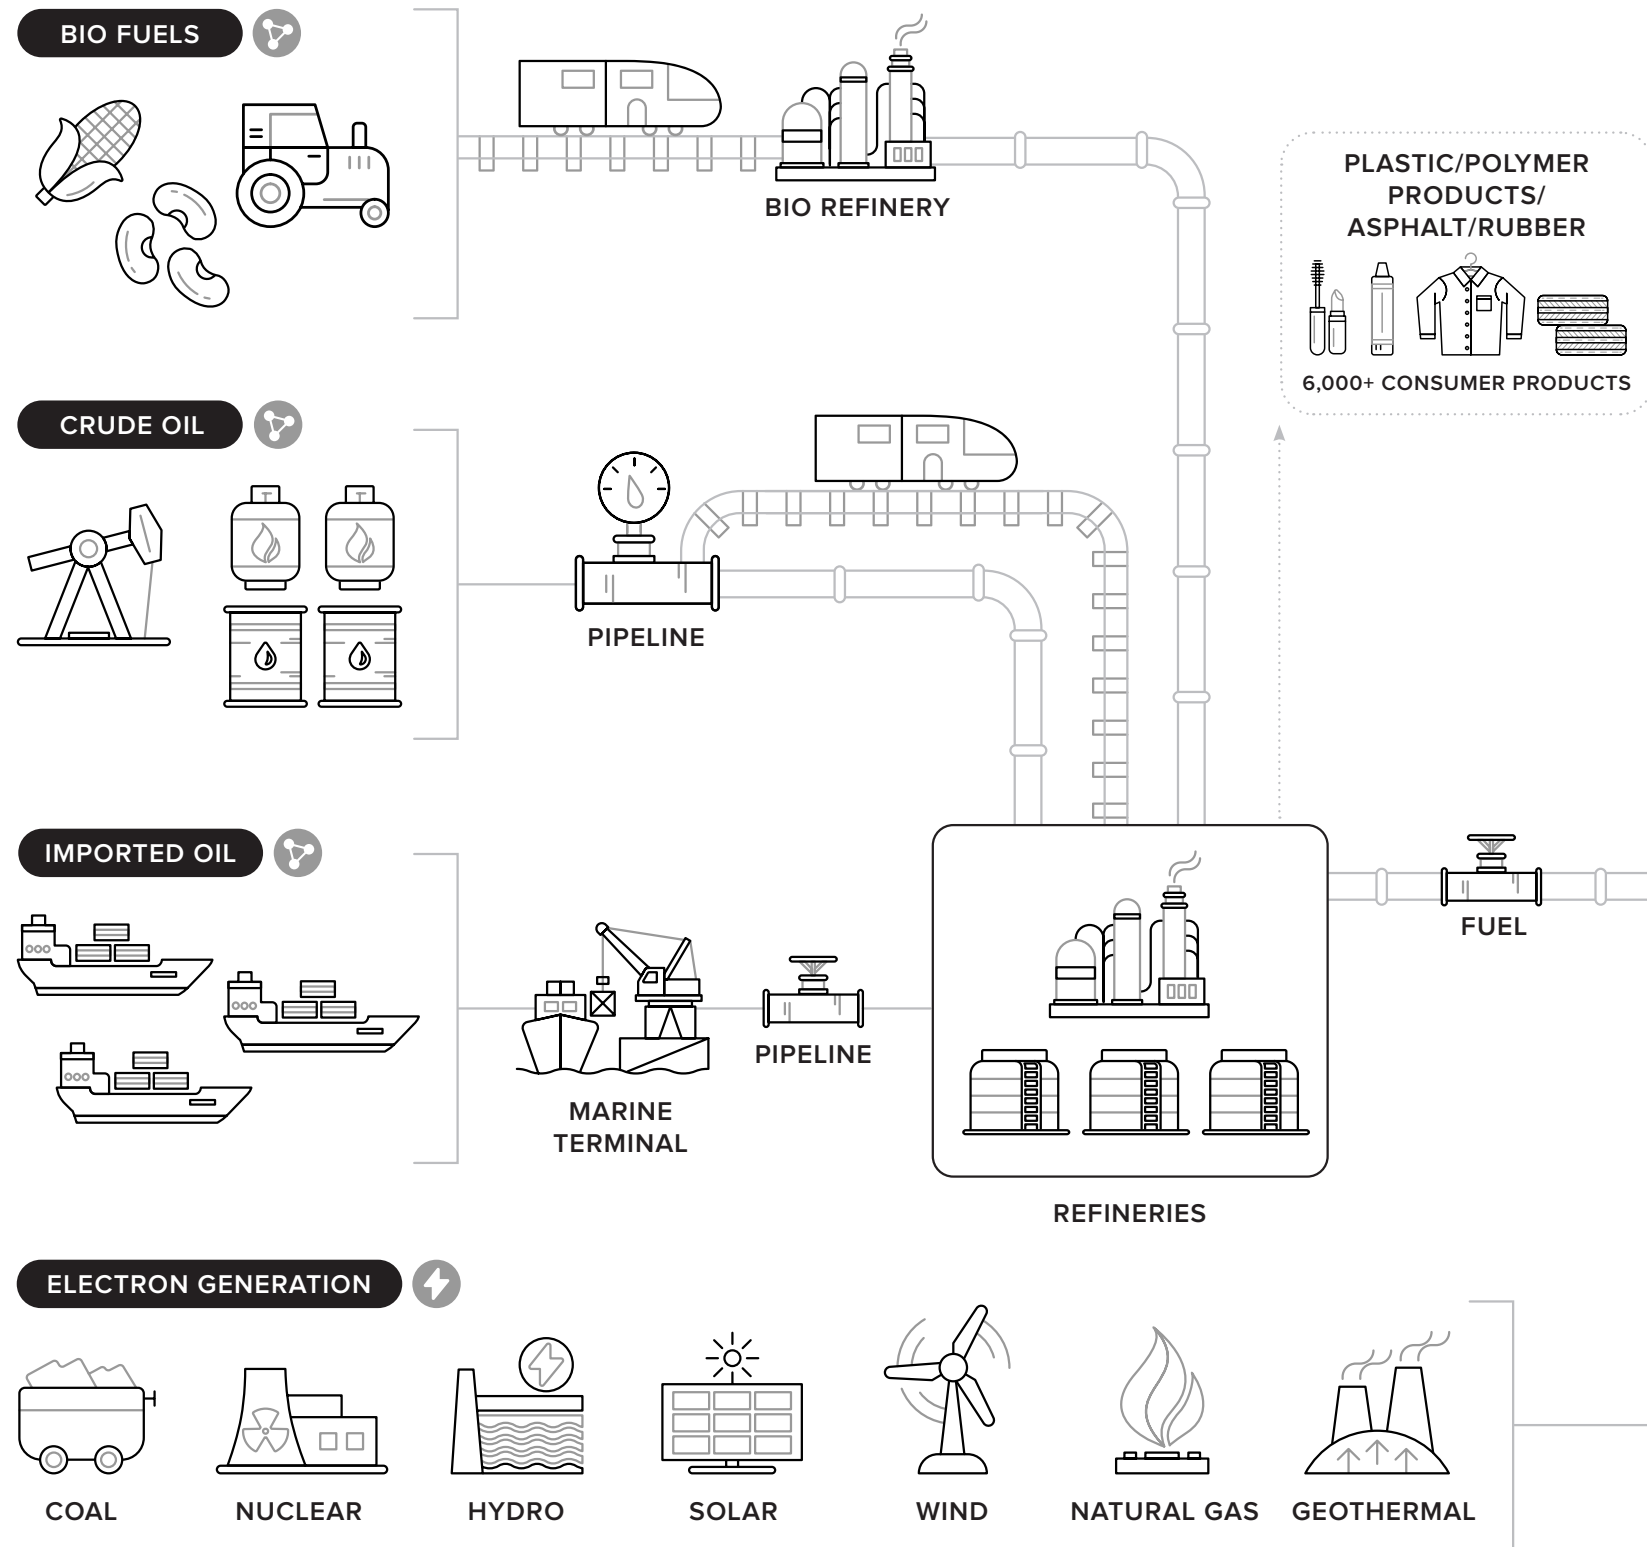 BIO FUELS
BIO REFINERY
PLASTIC/POLYMER
PRODUCTS/
ASPHALT/RUBBER
6,000+ CONSUMER PRODUCTS
CRUDE OIL
PIPELINE
IMPORTED OIL
FUEL
PIPELINE
MARINE
TERMINAL
REFINERIES
ELECTRON GENERATION
COAL
NUCLEAR
HYDRO
SOLAR
WIND
NATURAL GAS
GEOTHERMAL